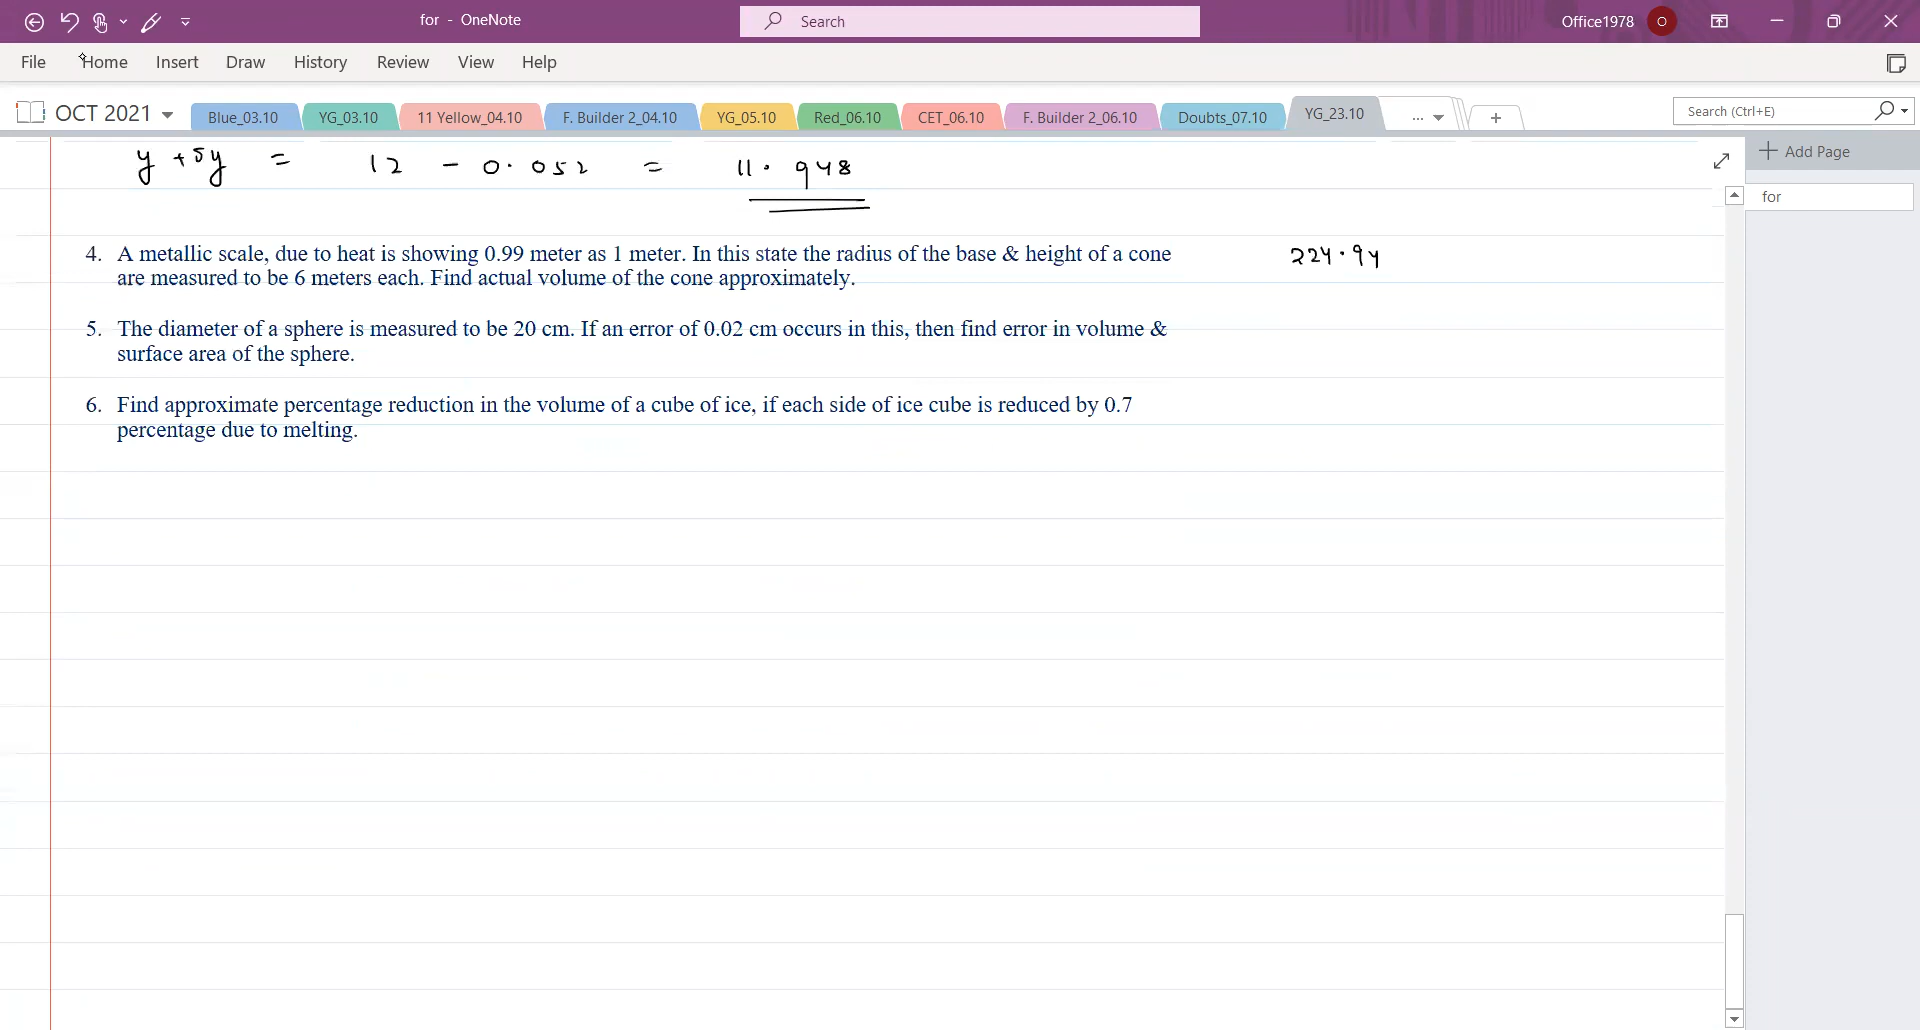 for - OneNote
Search
Office1978
O
File Home Insert Draw History Review View Help
OCT 2021
Blue_03.10
YG_03.10
11 Yellow_04.10
F. Builder 2_04.10
YG_05.10
Red_06.10
CET_06.10
F. Builder 2_06.10
Doubts_07.10
YG_23.10
...
+
Search (Ctrl+E)
Add Page
for
y + δy = 12 - 0.052 = 11.948
4. A metallic scale, due to heat is showing 0.99 meter as 1 meter. In this state the radius of the base & height of a cone
are measured to be 6 meters each. Find actual volume of the cone approximately.
224.94
5. The diameter of a sphere is measured to be 20 cm. If an error of 0.02 cm occurs in this, then find error in volume &
surface area of the sphere.
6. Find approximate percentage reduction in the volume of a cube of ice, if each side of ice cube is reduced by 0.7
percentage due to melting.